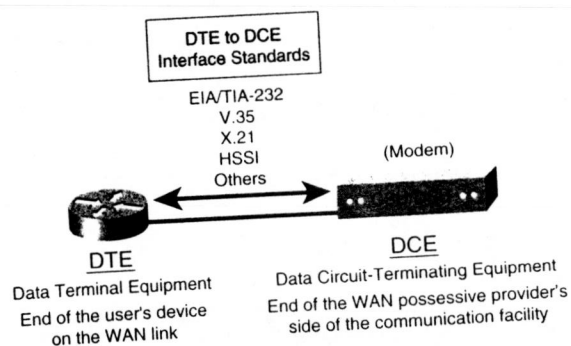 DTE to DCE
Interface Standards
EIA/TIA-232
V.35
X.21
HSSI
Others
(Modem)
DTE
Data Terminal Equipment
End of the user's device
on the WAN link
DCE
Data Circuit-Terminating Equipment
End of the WAN possessive provider's
side of the communication facility